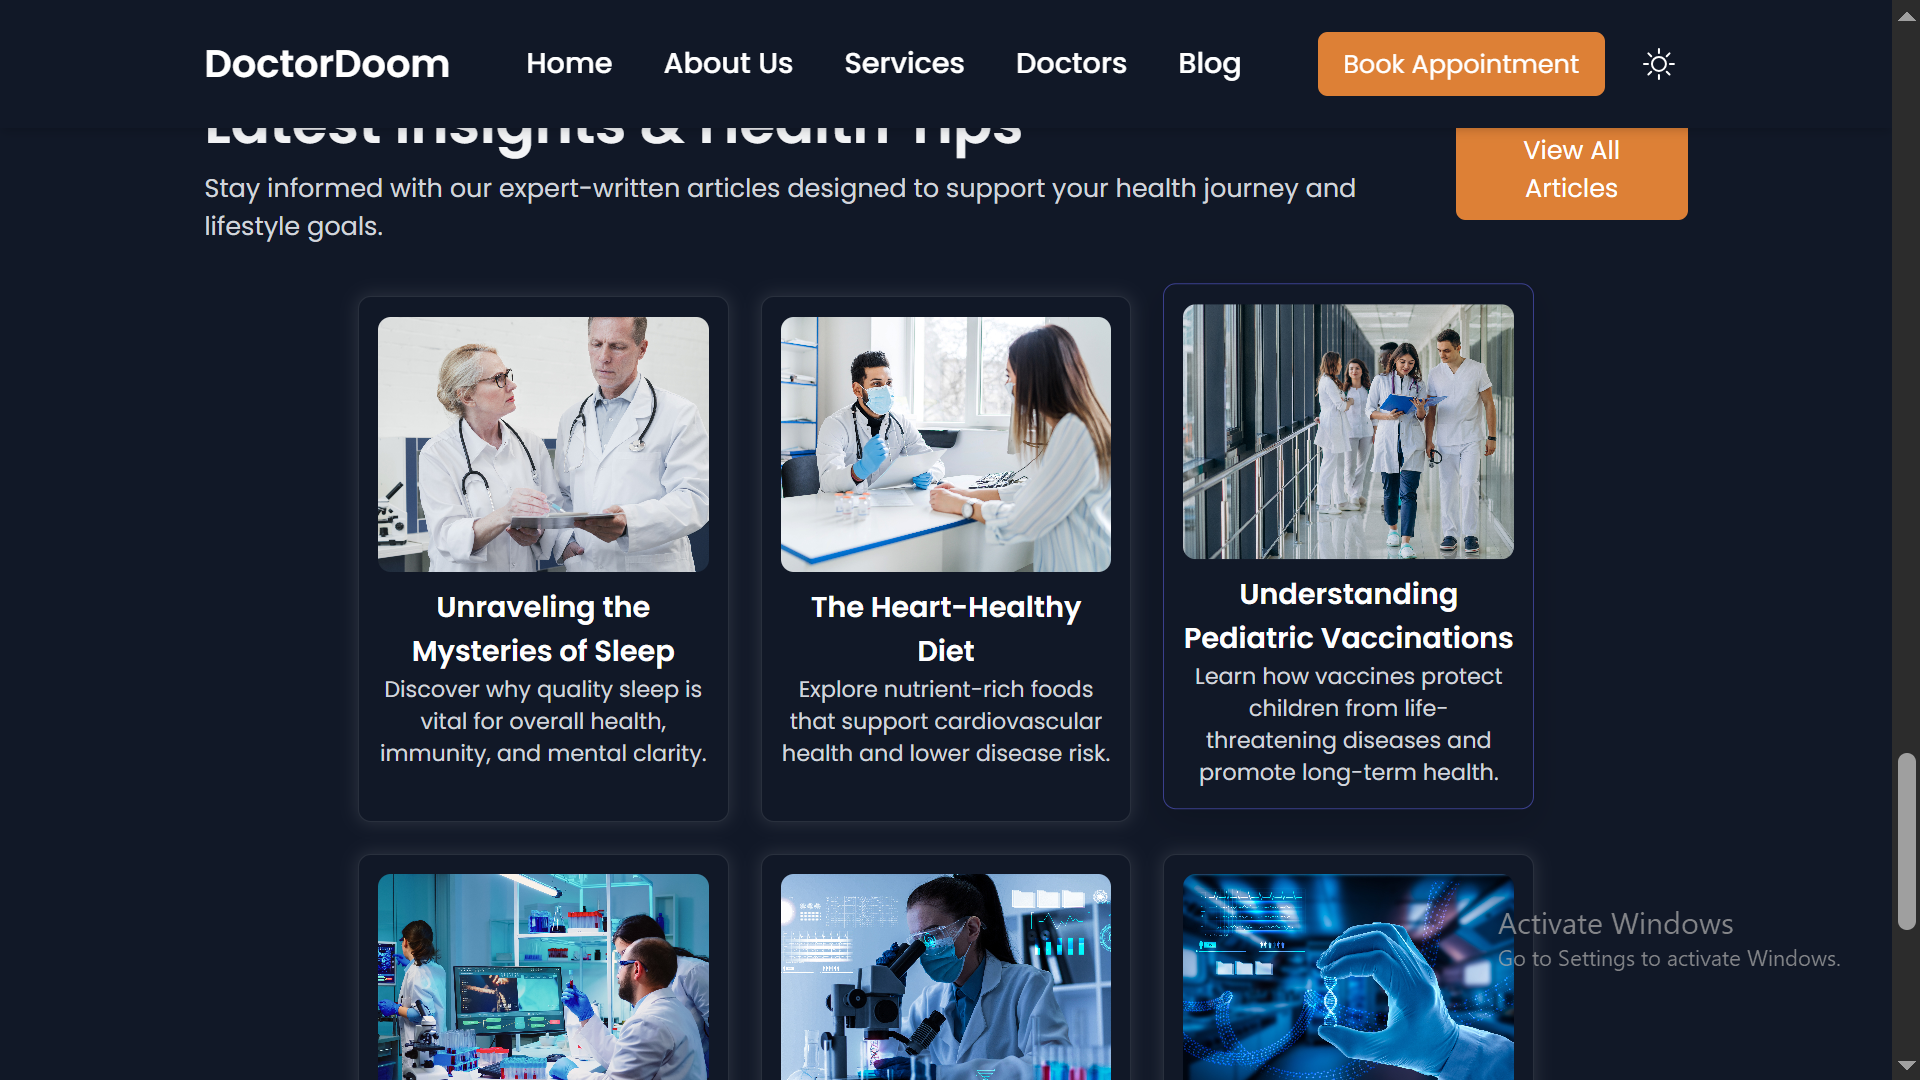 DoctorDoom
Home
About Us
Services
Doctors
Blog
Book Appointment
Latest Insights & Health Tips
View All
Articles
Stay informed with our expert-written articles designed to support your health journey and
lifestyle goals.
Unraveling the
Mysteries of Sleep
Discover why quality sleep is
vital for overall health,
immunity, and mental clarity.
The Heart-Healthy
Diet
Explore nutrient-rich foods
that support cardiovascular
health and lower disease risk.
Understanding
Pediatric Vaccinations
Learn how vaccines protect
children from life-
threatening diseases and
promote long-term health.
Activate Windows
Go to Settings to activate Windows.